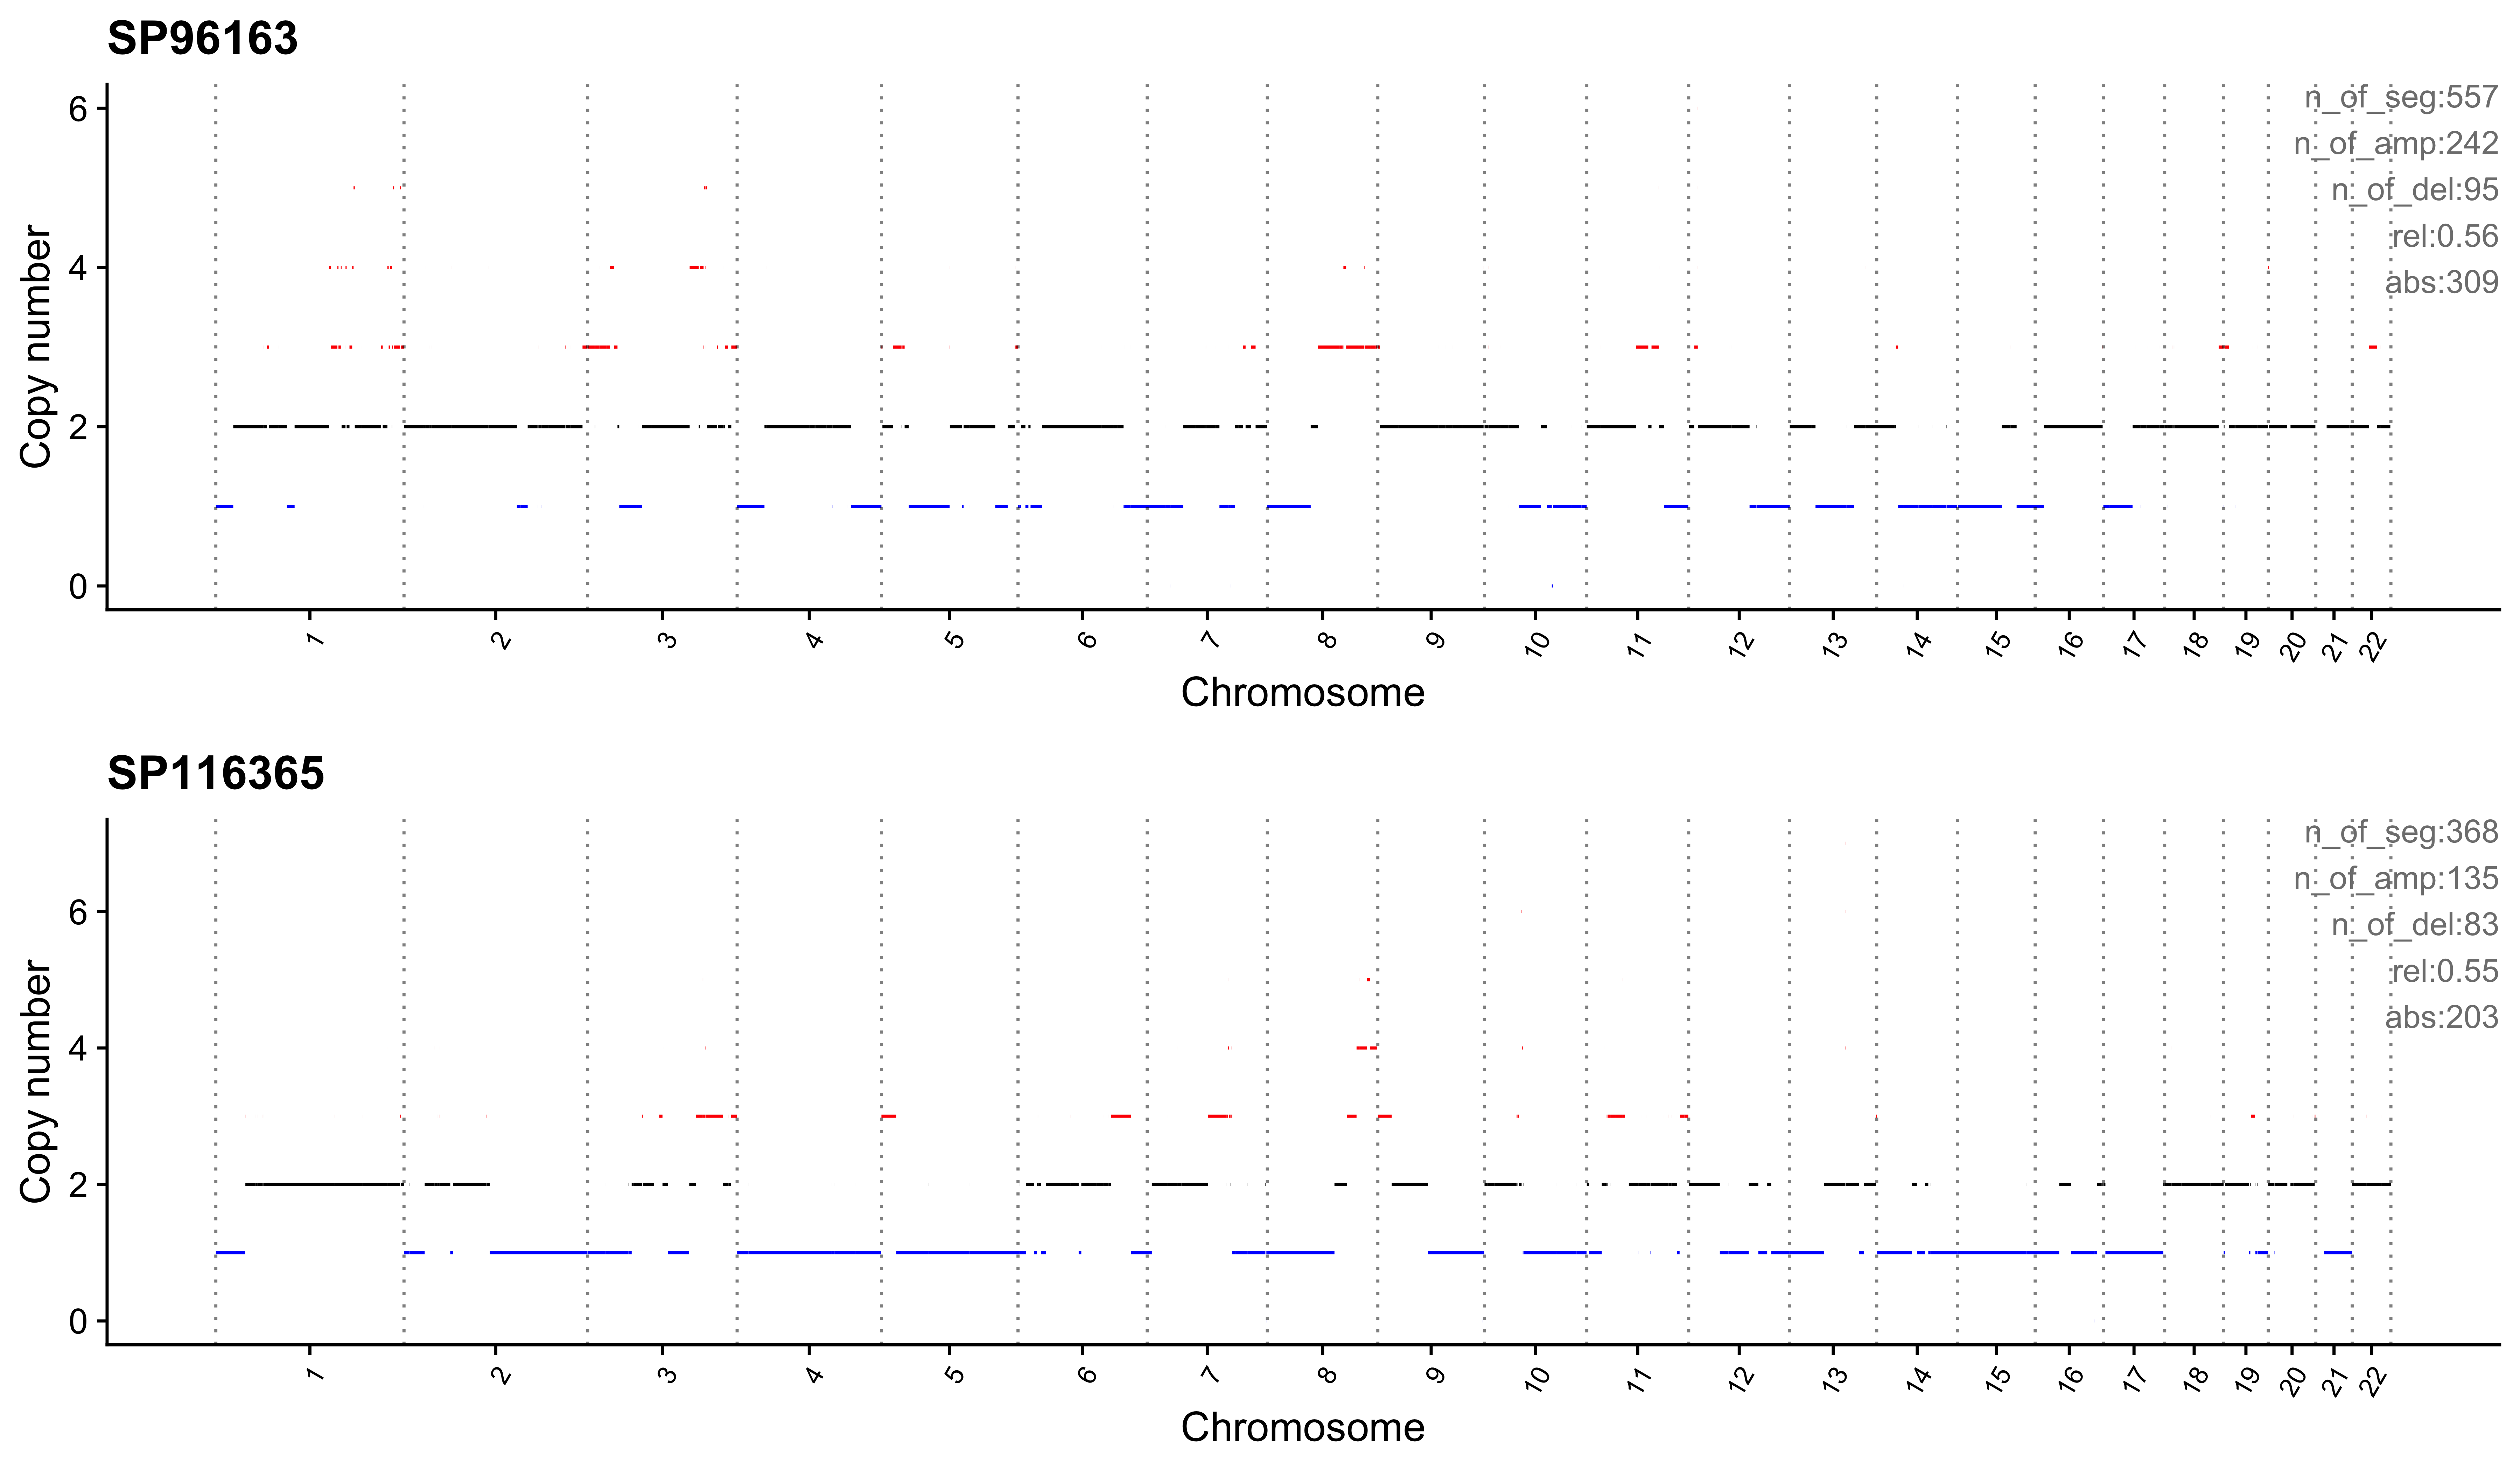 SP96163
n_of_seg:557
n_of_amp:242
n_of_del:95
rel:0.56
abs:309
6
4
2
0
Copy number
1 2 3 4 5 6 7 8 9 10 11 12 13 14 15 16 17 18 19 20 21 22
Chromosome
SP116365
n_of_seg:368
n_of_amp:135
n_of_del:83
rel:0.55
abs:203
6
4
2
0
Copy number
1 2 3 4 5 6 7 8 9 10 11 12 13 14 15 16 17 18 19 20 21 22
Chromosome